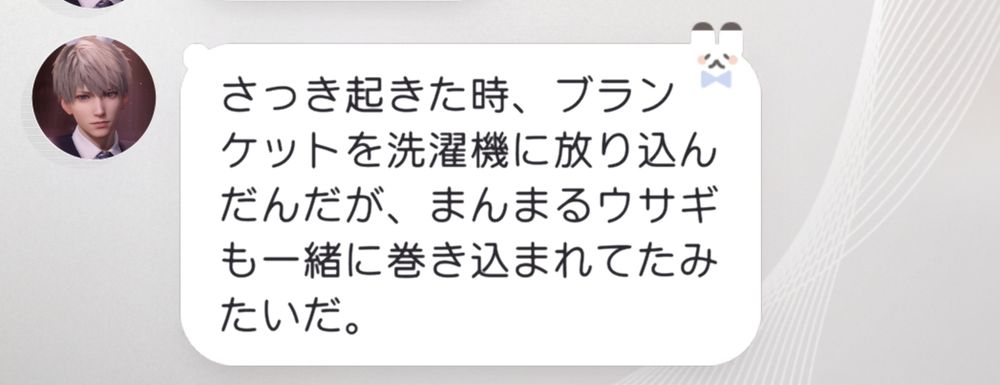 さっき起きた時、ブラン
ケットを洗濯機に放り込ん
だんだが、まんまるウサギ
も一緒に巻き込まれてたみ
たいだ。